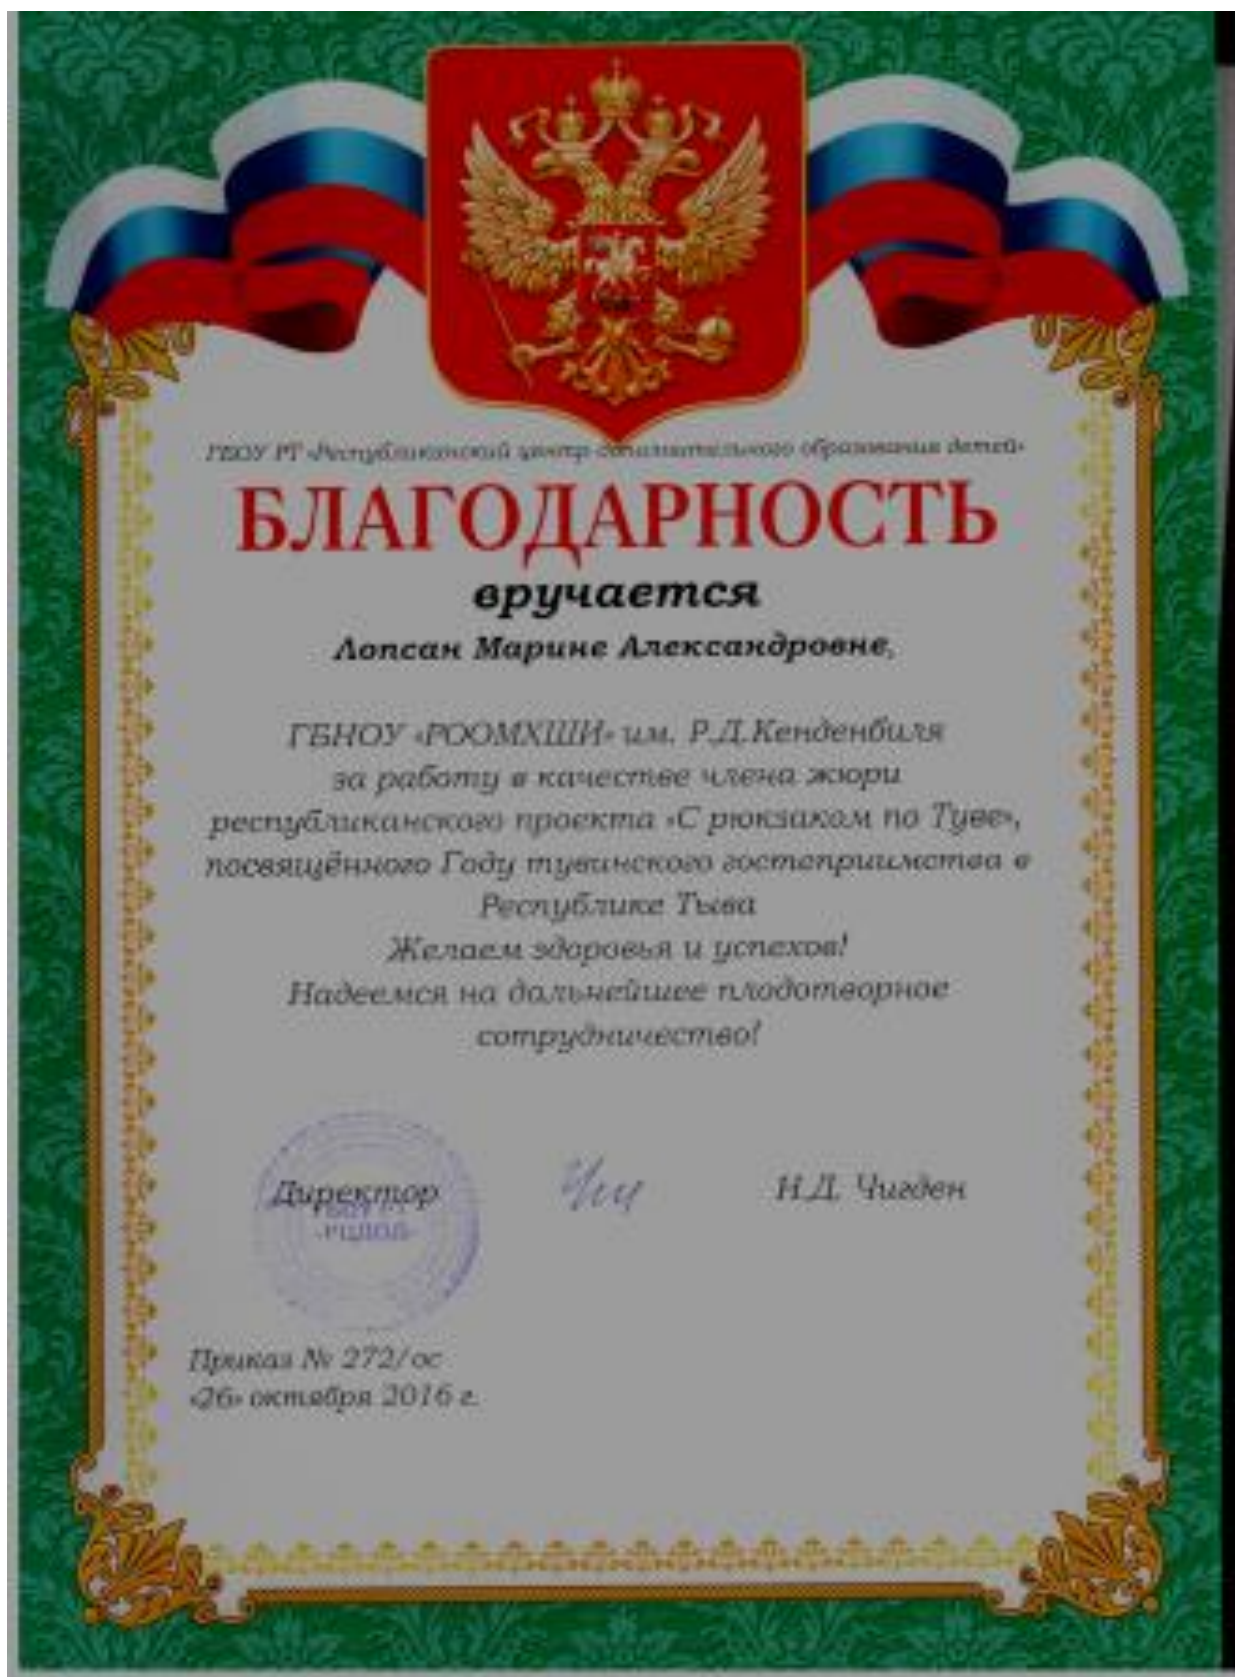 ГБОУ РТ «Республиканский центр дополнительного образования детей»
БЛАГОДАРНОСТЬ
вручается
Лопсан Марине Александровне,
ГБНОУ «РООМХШИ» им. Р.Д.Кенденбиля
за работу в качестве члена жюри
республиканского проекта «С рюкзаком по Туве»,
посвящённого Году тувинского гостеприимства в
Республике Тыва
Желаем здоровья и успехов!
Надеемся на дальнейшее плодотворное
сотрудничество!
Директор Н.Д. Чигден
«РЦДОД»
Приказ № 272/ос
«26» октября 2016 г.